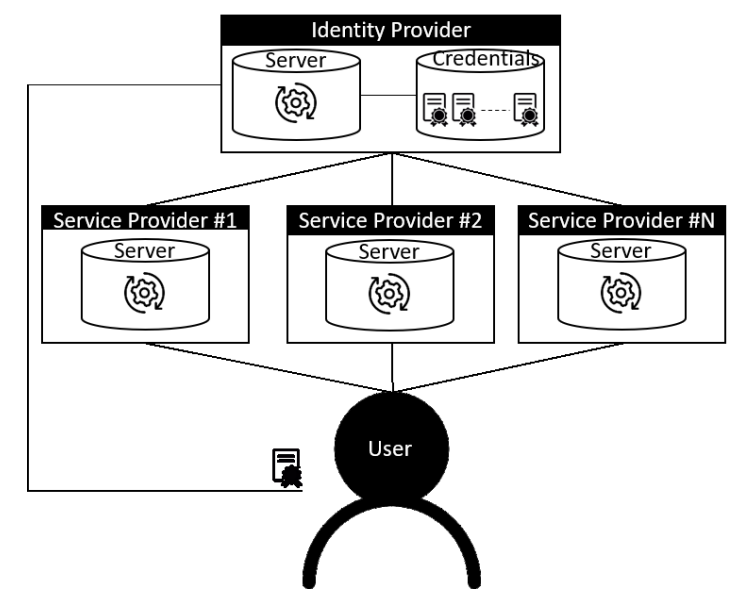 Identity Provider
Server
Credentials
Service Provider #1
Service Provider #2
Service Provider #N
Server
Server
Server
User